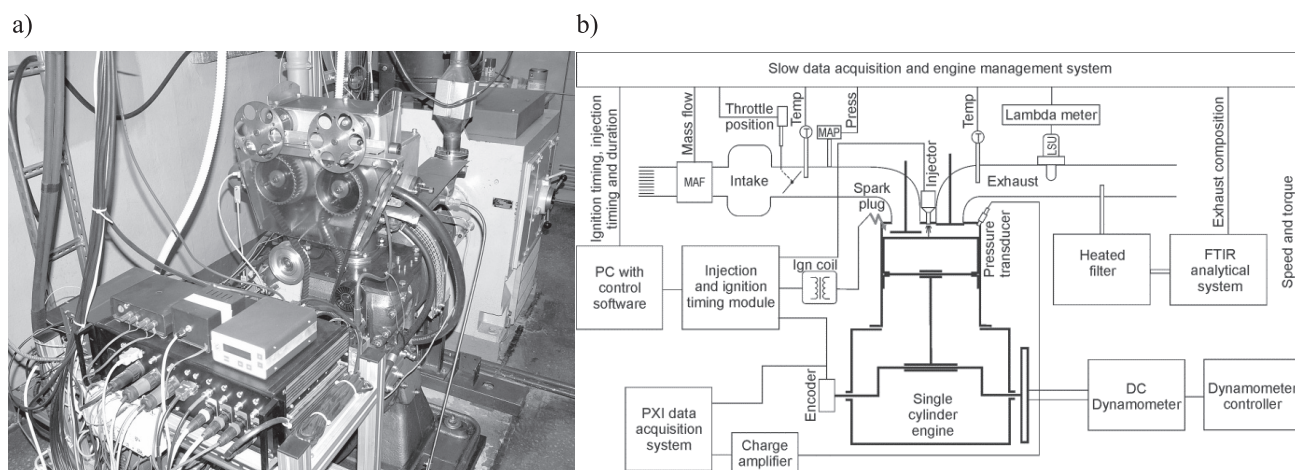 a)
b)
Slow data acquisition and engine management system
Ignition timing, injection
timing and duration
Mass flow
Throttle
position
Temp
Press
MAP
T
Injector
Temp
T
Lambda meter
LSU
Exhaust composition
Speed and torque
MAF
Intake
Exhaust
Spark
plug
Pressure
transducer
PC with
control
software
Injection
and ignition
timing module
Ign coil
Heated
filter
FTIR
analytical
system
Encoder
PXI data
acquisition
system
Charge
amplifier
Single
cylinder
engine
DC
Dynamometer
Dynamometer
controller